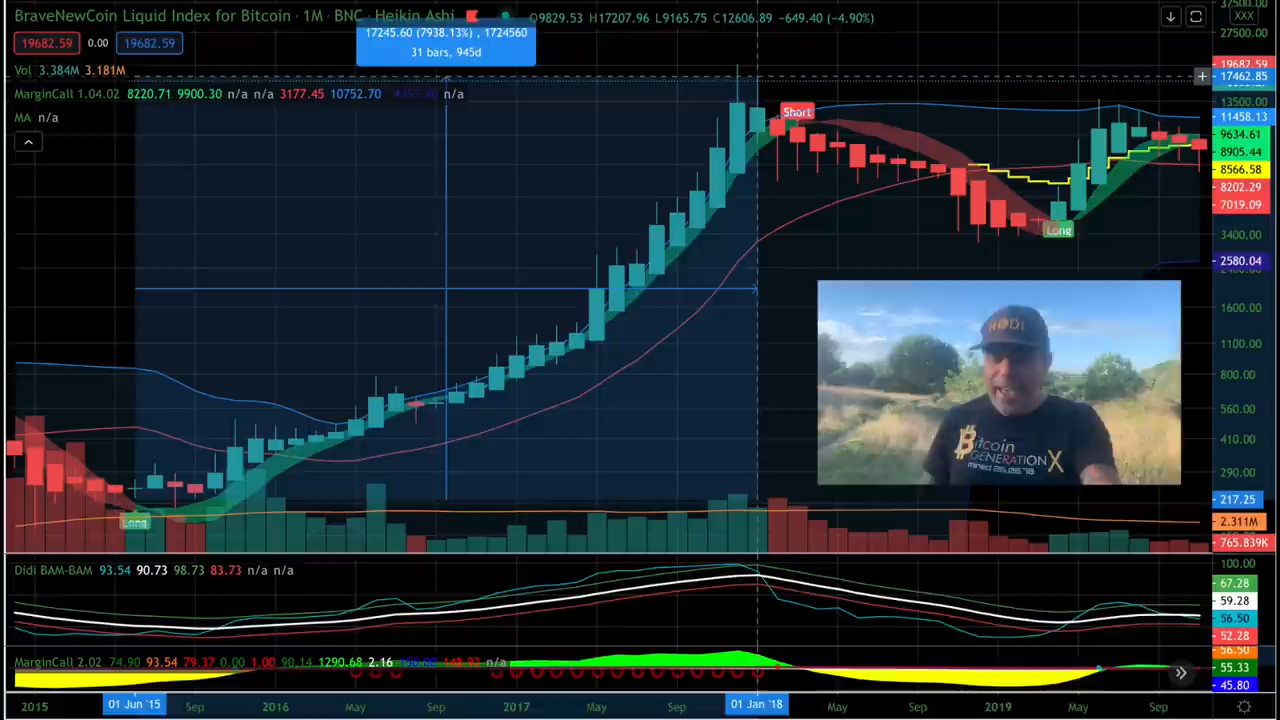 BraveNewCoin Liquid Index for Bitcoin · 1M · BNC · Heikin Ashi
O9829.53 H17207.96 L9165.75 C12606.89 -649.40 (-4.90%)
19682.59 0.00 19682.59
17245.60 (7938.13%) , 1724560
31 bars, 945d
Vol 3.384M 3.181M
MarginCall 1.04.02 8220.71 9900.30 n/a n/a 3177.45 10752.70 n/a
MA n/a
Short
Long
Long
XXX
37500.00
27500.00
19682.59
17462.85
13500.00
11458.13
9634.61
8905.44
8566.58
8202.29
7019.09
3400.00
2580.04
1600.00
1120.00
800.00
560.00
410.00
290.00
217.25
2.311M
765.839K
HODL
Bitcoin
GENERATION X
Didi BAM-BAM 93.54 90.73 98.73 83.73 n/a n/a
100.00
67.28
59.28
56.50
52.28
MarginCall 2.02 74.90 93.54 79.37 0.00 1.00 90.14 1290.68 2.16 n/a
56.50
55.33
45.80
2015 01 Jun '15 Sep 2016 May Sep 2017 May Sep 01 Jan '18 May Sep 2019 May Sep